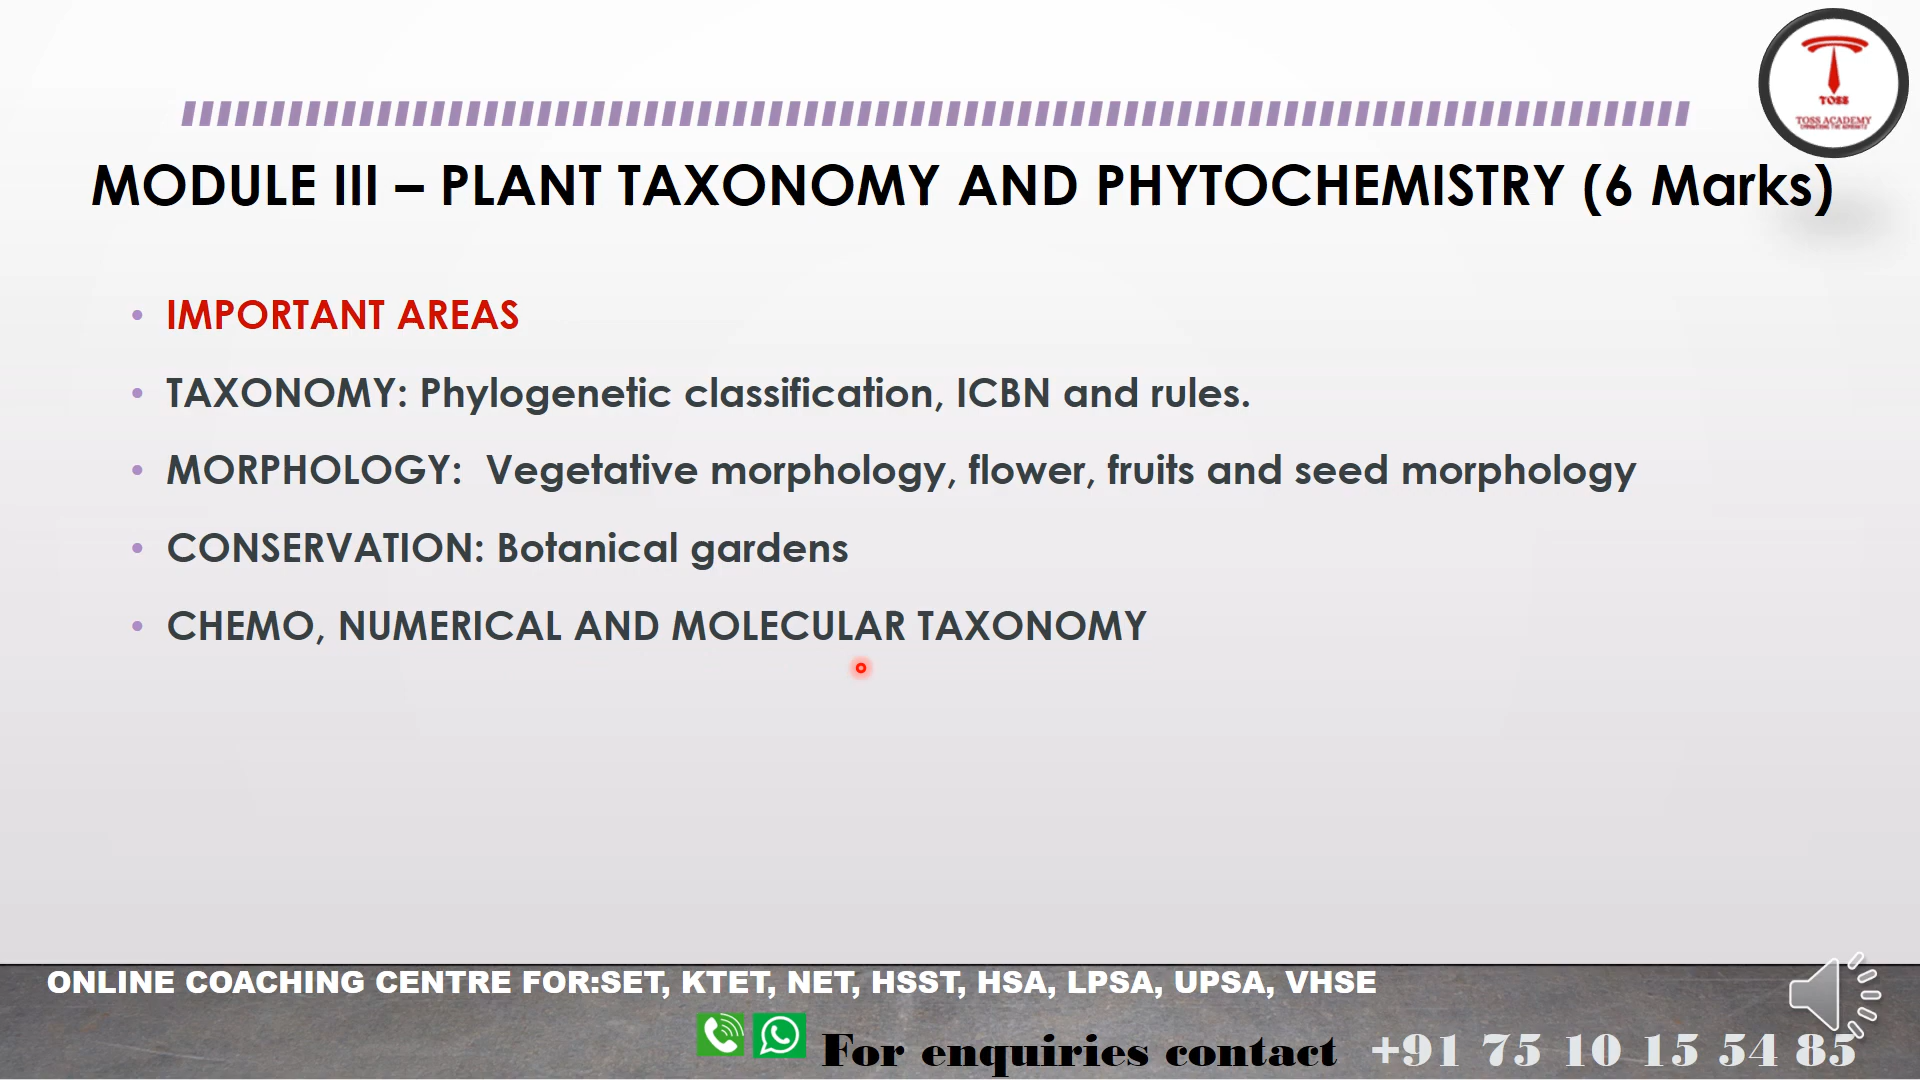 TOSS
TOSS ACADEMY
MODULE III – PLANT TAXONOMY AND PHYTOCHEMISTRY (6 Marks)
• IMPORTANT AREAS
• TAXONOMY: Phylogenetic classification, ICBN and rules.
• MORPHOLOGY: Vegetative morphology, flower, fruits and seed morphology
• CONSERVATION: Botanical gardens
• CHEMO, NUMERICAL AND MOLECULAR TAXONOMY
ONLINE COACHING CENTRE FOR:SET, KTET, NET, HSST, HSA, LPSA, UPSA, VHSE
For enquiries contact +91 75 10 15 54 85